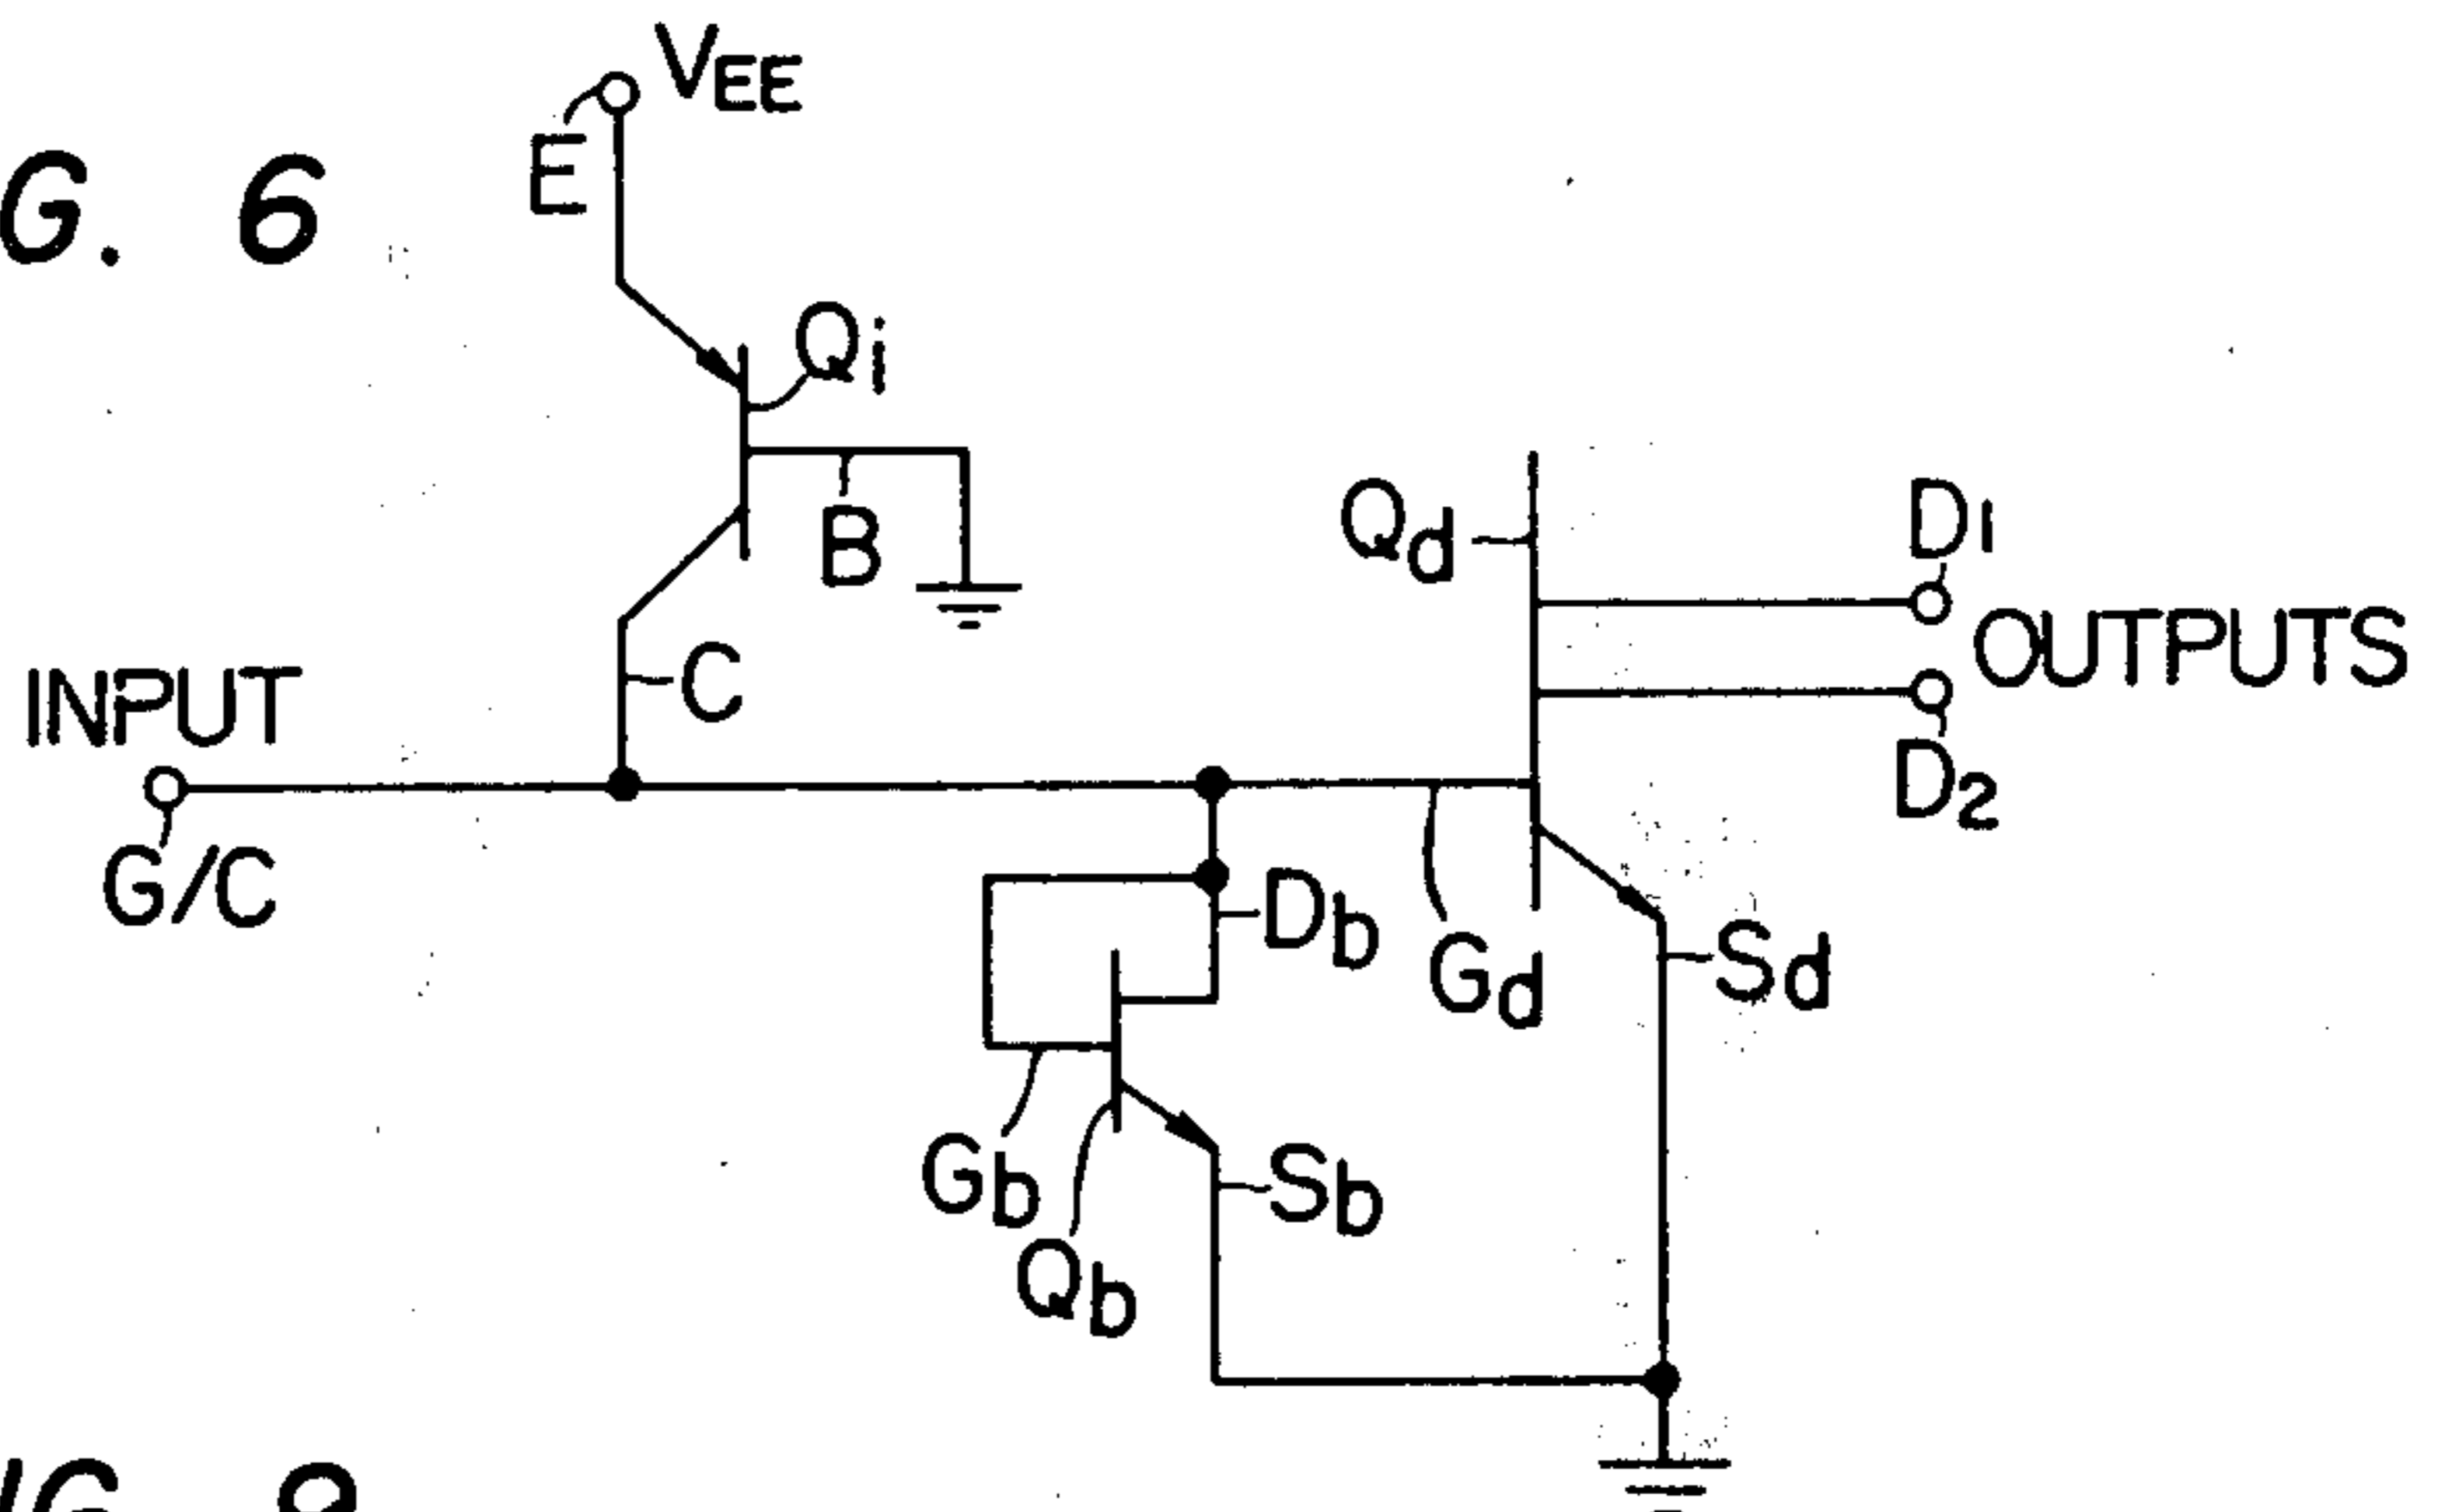 VEE
E
G. 6
Qi
B
Qd
D1
OUTPUTS
C
INPUT
D2
G/C
Db
Gd
Sd
Gb
Sb
Qb